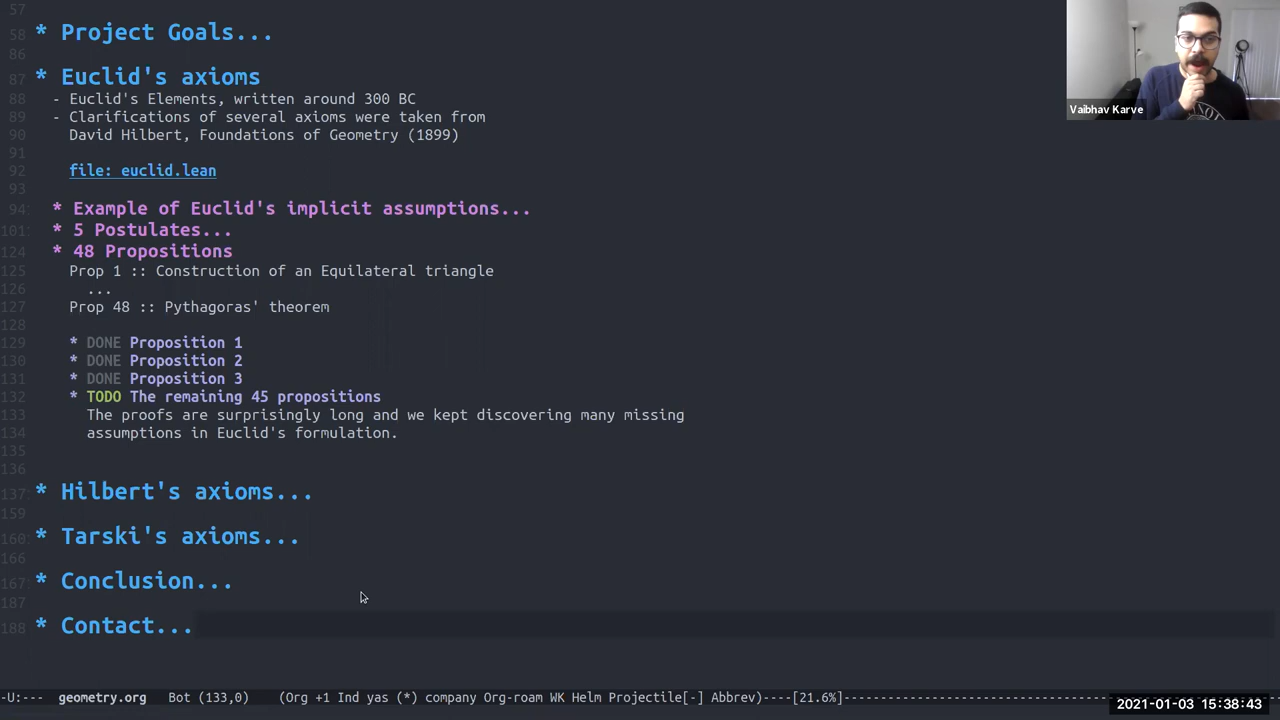 57
58 * Project Goals...
86
87 * Euclid's axioms
88 - Euclid's Elements, written around 300 BC
89 - Clarifications of several axioms were taken from
90 David Hilbert, Foundations of Geometry (1899)
91
92 file: euclid.lean
93
94 * Example of Euclid's implicit assumptions...
101 * 5 Postulates...
124 * 48 Propositions
125 Prop 1 :: Construction of an Equilateral triangle
126 ...
127 Prop 48 :: Pythagoras' theorem
128
129 * DONE Proposition 1
130 * DONE Proposition 2
131 * DONE Proposition 3
132 * TODO The remaining 45 propositions
133 The proofs are surprisingly long and we kept discovering many missing
134 assumptions in Euclid's formulation.
135
136
137 * Hilbert's axioms...
159
160 * Tarski's axioms...
166
167 * Conclusion...
187
188 * Contact...
-U:--- geometry.org Bot (133,0) (Org +1 Ind yas (*) company Org-roam WK Helm Projectile[-] Abbrev)----[21.6%]
Vaibhav Karve
2021-01-03 15:38:43